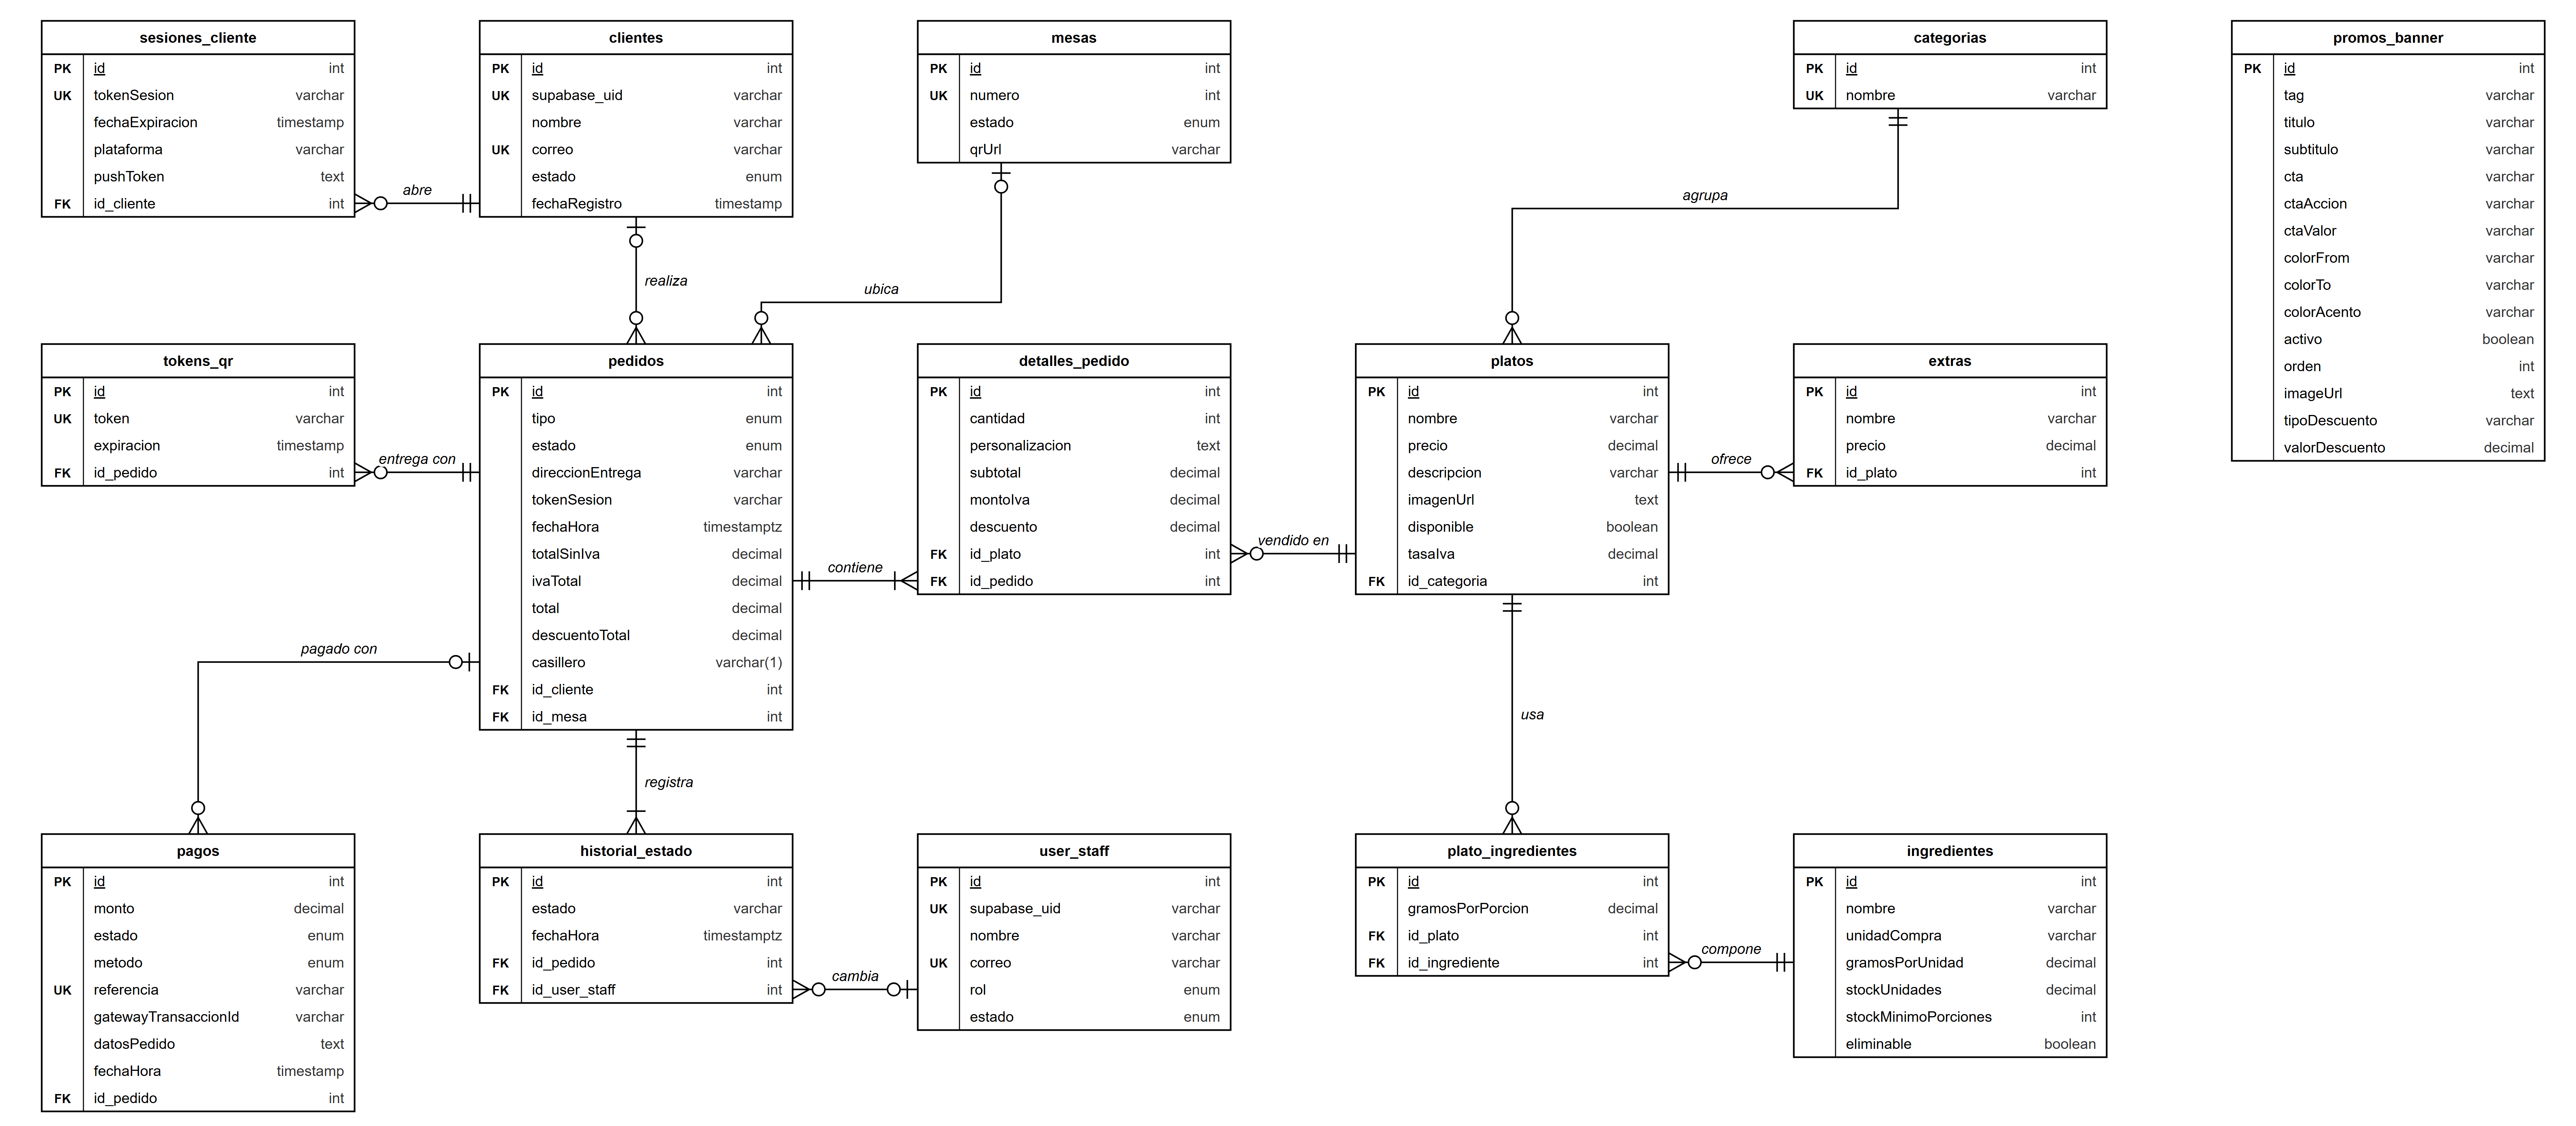 sesiones_cliente
PK id int
UK tokenSesion varchar
fechaExpiracion timestamp
plataforma varchar
pushToken text
FK id_cliente int
abre
clientes
PK id int
UK supabase_uid varchar
nombre varchar
UK correo varchar
estado enum
fechaRegistro timestamp
realiza
mesas
PK id int
UK numero int
estado enum
qrUrl varchar
ubica
categorias
PK id int
UK nombre varchar
agrupa
promos_banner
PK id int
tag varchar
titulo varchar
subtitulo varchar
cta varchar
ctaAccion varchar
ctaValor varchar
colorFrom varchar
colorTo varchar
colorAcento varchar
activo boolean
orden int
imageUrl text
tipoDescuento varchar
valorDescuento decimal
tokens_qr
PK id int
UK token varchar
expiracion timestamp
FK id_pedido int
entrega con
pedidos
PK id int
tipo enum
estado enum
direccionEntrega varchar
tokenSesion varchar
fechaHora timestamptz
totalSinIva decimal
ivaTotal decimal
total decimal
descuentoTotal decimal
casillero varchar(1)
FK id_cliente int
FK id_mesa int
contiene
detalles_pedido
PK id int
cantidad int
personalizacion text
subtotal decimal
montoIva decimal
descuento decimal
FK id_plato int
FK id_pedido int
vendido en
platos
PK id int
nombre varchar
precio decimal
descripcion varchar
imagenUrl text
disponible boolean
tasaIva decimal
FK id_categoria int
ofrece
extras
PK id int
nombre varchar
precio decimal
FK id_plato int
pagado con
registra
usa
pagos
PK id int
monto decimal
estado enum
metodo enum
UK referencia varchar
gatewayTransaccionId varchar
datosPedido text
fechaHora timestamp
FK id_pedido int
historial_estado
PK id int
estado varchar
fechaHora timestamptz
FK id_pedido int
FK id_user_staff int
cambia
user_staff
PK id int
UK supabase_uid varchar
nombre varchar
UK correo varchar
rol enum
estado enum
plato_ingredientes
PK id int
gramosPorPorcion decimal
FK id_plato int
FK id_ingrediente int
compone
ingredientes
PK id int
nombre varchar
unidadCompra varchar
gramosPorUnidad decimal
stockUnidades decimal
stockMinimoPorciones int
eliminable boolean